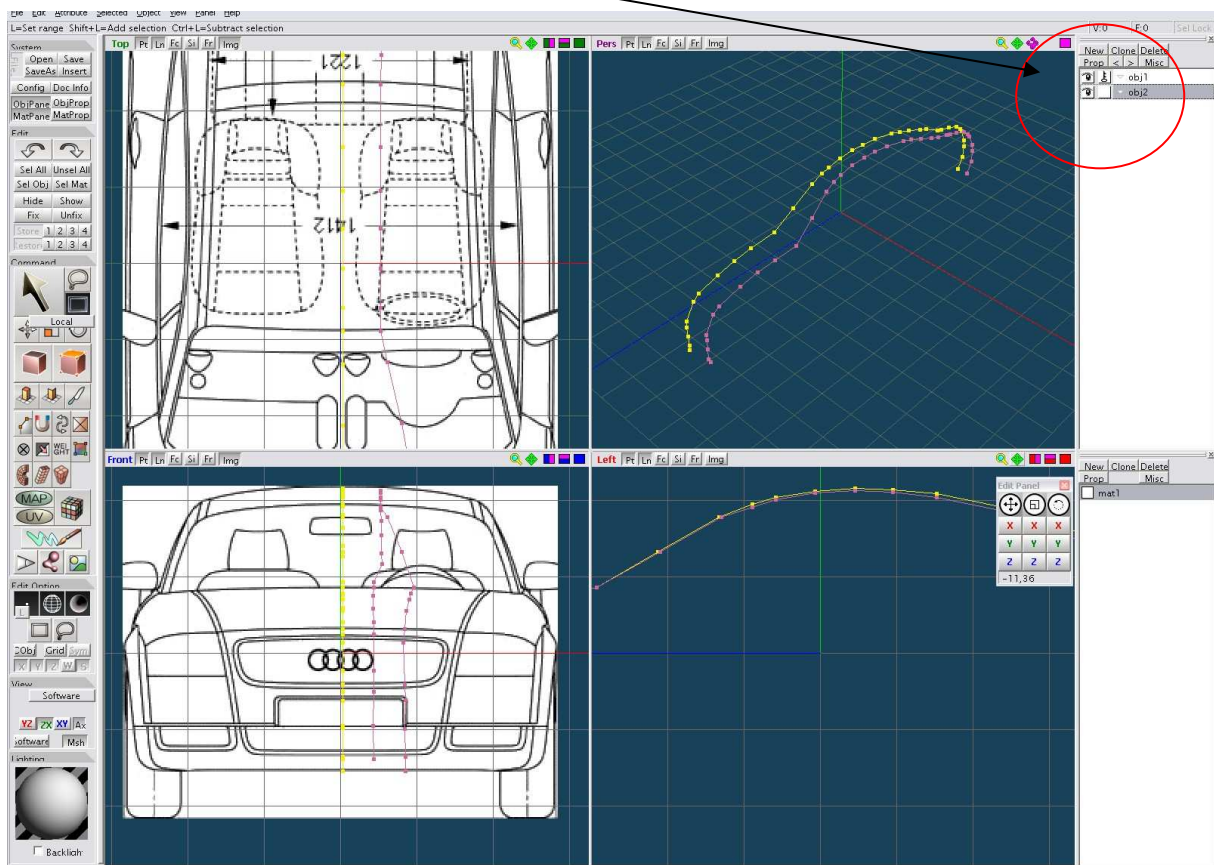 File Edit Attribute Selected Object View Panel Help
L=Set range Shift+L=Add selection Ctrl+L=Subtract selection
V:0 F:0 Sel Lock
System
Open Save
SaveAs Insert
Config Doc Info
ObjPane ObjProp
MatPane MatProp
Edit
Sel All Unsel All
Sel Obj Sel Mat
Hide Show
Fix Unfix
Store 1 2 3 4
Restore 1 2 3 4
Command
Local
WEI
GHT
MAP
UV
Edit Option
L
Grid Sym
X Y Z W S
View
Software
YZ ZX XY Ax
Software Msh
Lighting
Backlight
Top Pt Ln Fc Si Fr Img
1221
1412
Pers Pt Ln Fc Si Fr Img
Front Pt Ln Fc Si Fr Img
Left Pt Ln Fc Si Fr Img
Edit Panel
X X X
Y Y Y
Z Z Z
-11,36
New Clone Delete
Prop < > Misc
obj1
obj2
New Clone Delete
Prop Misc
mat1